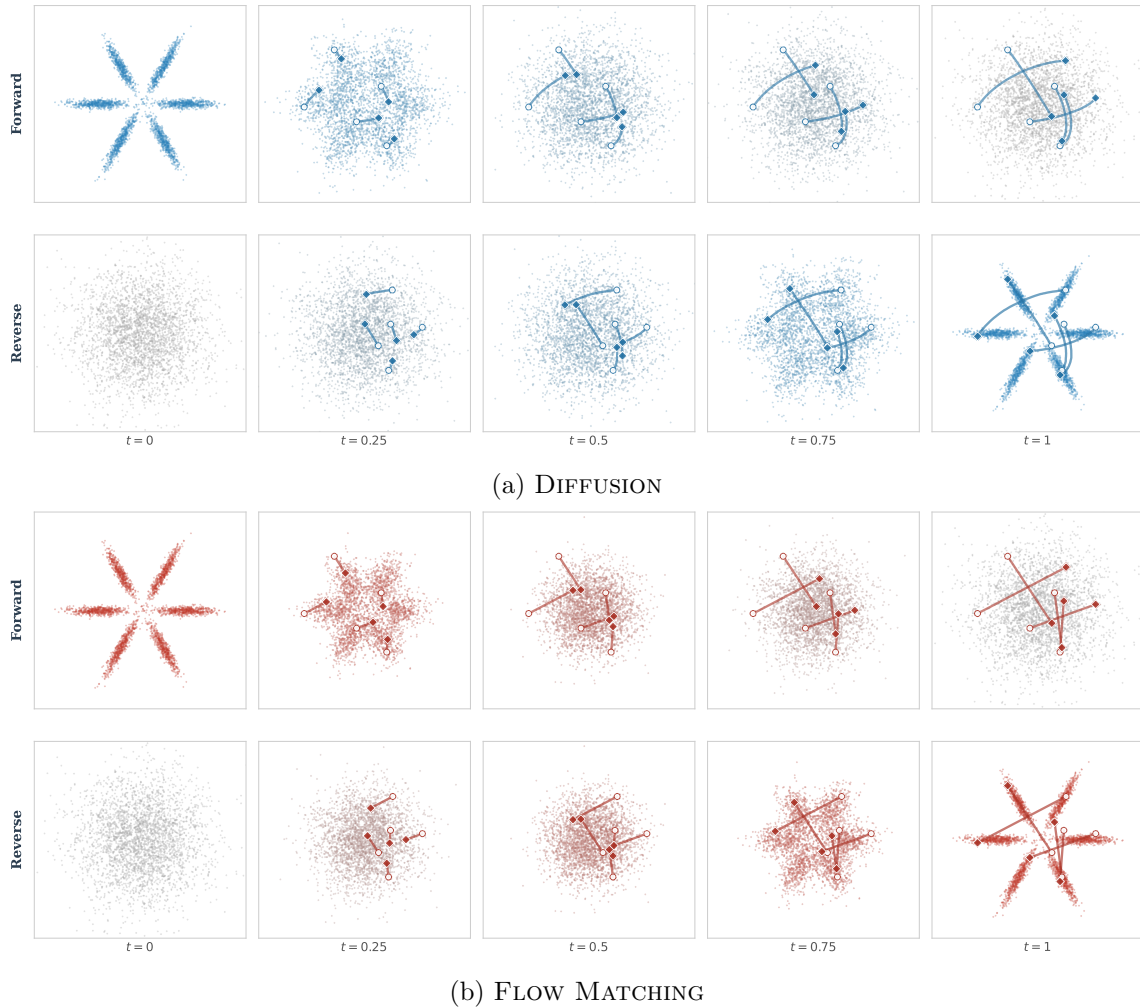 Forward
Reverse
t = 0
t = 0.25
t = 0.5
t = 0.75
t = 1
(a) Diffusion
Forward
Reverse
t = 0
t = 0.25
t = 0.5
t = 0.75
t = 1
(b) Flow Matching